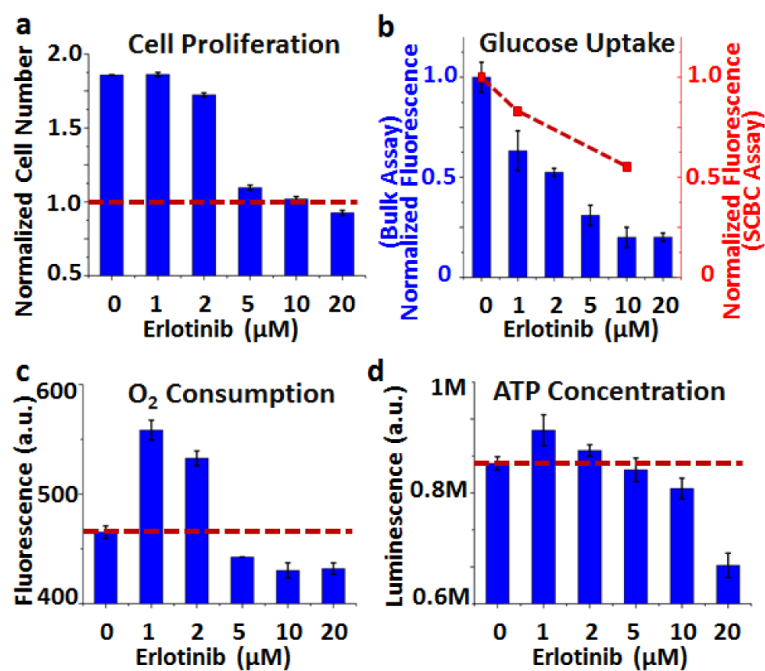 a
Cell Proliferation
Normalized Cell Number
2.0
1.5
1.0
0.5
0 1 2 5 10 20
Erlotinib (μM)
b
Glucose Uptake
(Bulk Assay)
Normalized Fluorescence
1.0
0.5
0
1.0
0.5
0
Normalized Fluorescence
(SCBC Assay)
0 1 2 5 10 20
Erlotinib (μM)
c
O₂ Consumption
Fluorescence (a.u.)
600
500
400
0 1 2 5 10 20
Erlotinib (μM)
d
ATP Concentration
Luminescence (a.u.)
1M
0.8M
0.6M
0 1 2 5 10 20
Erlotinib (μM)